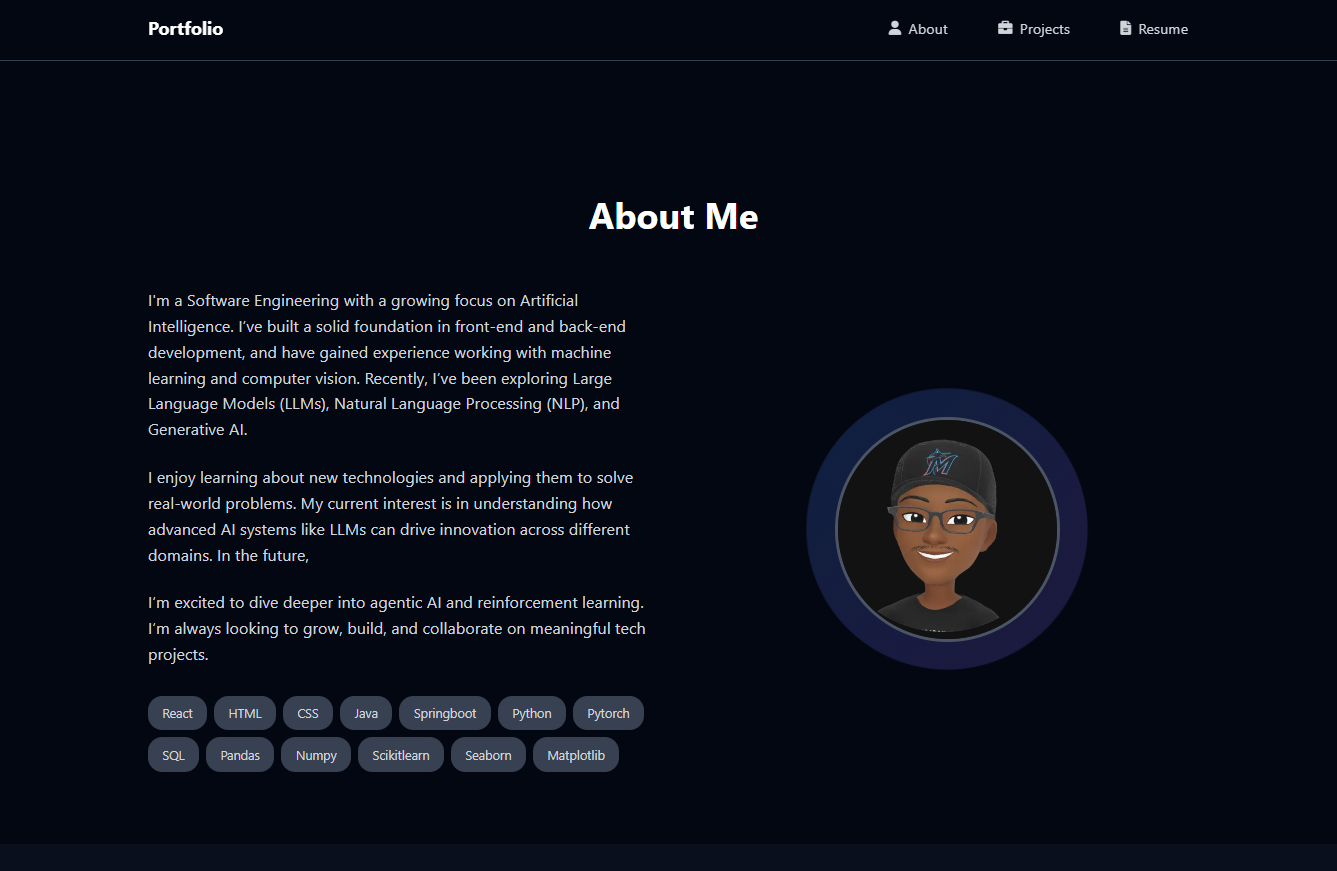 Portfolio
About
Projects
Resume
About Me
I'm a Software Engineering with a growing focus on Artificial
Intelligence. I’ve built a solid foundation in front-end and back-end
development, and have gained experience working with machine
learning and computer vision. Recently, I’ve been exploring Large
Language Models (LLMs), Natural Language Processing (NLP), and
Generative AI.
I enjoy learning about new technologies and applying them to solve
real-world problems. My current interest is in understanding how
advanced AI systems like LLMs can drive innovation across different
domains. In the future,
I’m excited to dive deeper into agentic AI and reinforcement learning.
I’m always looking to grow, build, and collaborate on meaningful tech
projects.
M
React
HTML
CSS
Java
Springboot
Python
Pytorch
SQL
Pandas
Numpy
Scikitlearn
Seaborn
Matplotlib